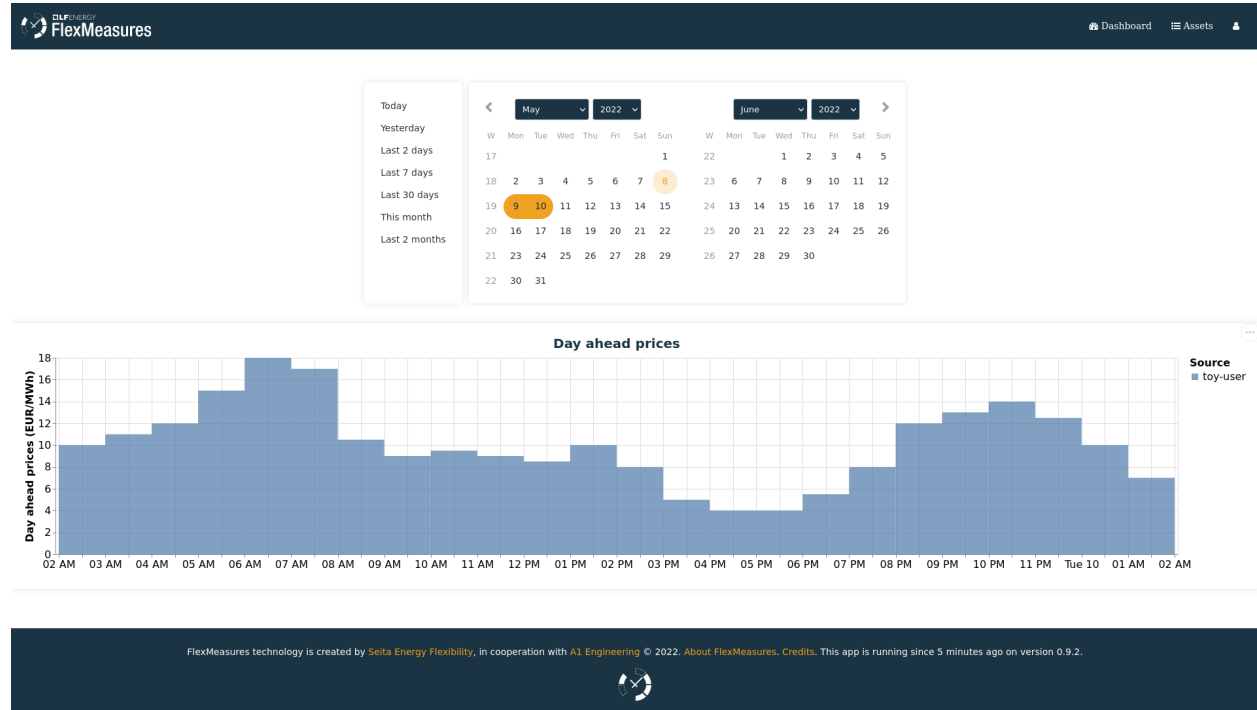 LFENERGY
FlexMeasures
Dashboard Assets
Today
Yesterday
Last 2 days
Last 7 days
Last 30 days
This month
Last 2 months
May 2022
W Mon Tue Wed Thu Fri Sat Sun
17 1
18 2 3 4 5 6 7 8
19 9 10 11 12 13 14 15
20 16 17 18 19 20 21 22
21 23 24 25 26 27 28 29
22 30 31
June 2022
W Mon Tue Wed Thu Fri Sat Sun
22 1 2 3 4 5
23 6 7 8 9 10 11 12
24 13 14 15 16 17 18 19
25 20 21 22 23 24 25 26
26 27 28 29 30
Day ahead prices
Day ahead prices (EUR/MWh)
18
16
14
12
10
8
6
4
2
0
02 AM 03 AM 04 AM 05 AM 06 AM 07 AM 08 AM 09 AM 10 AM 11 AM 12 PM 01 PM 02 PM 03 PM 04 PM 05 PM 06 PM 07 PM 08 PM 09 PM 10 PM 11 PM Tue 10 01 AM 02 AM
Source
toy-user
FlexMeasures technology is created by Seita Energy Flexibility, in cooperation with A1 Engineering © 2022. About FlexMeasures. Credits. This app is running since 5 minutes ago on version 0.9.2.